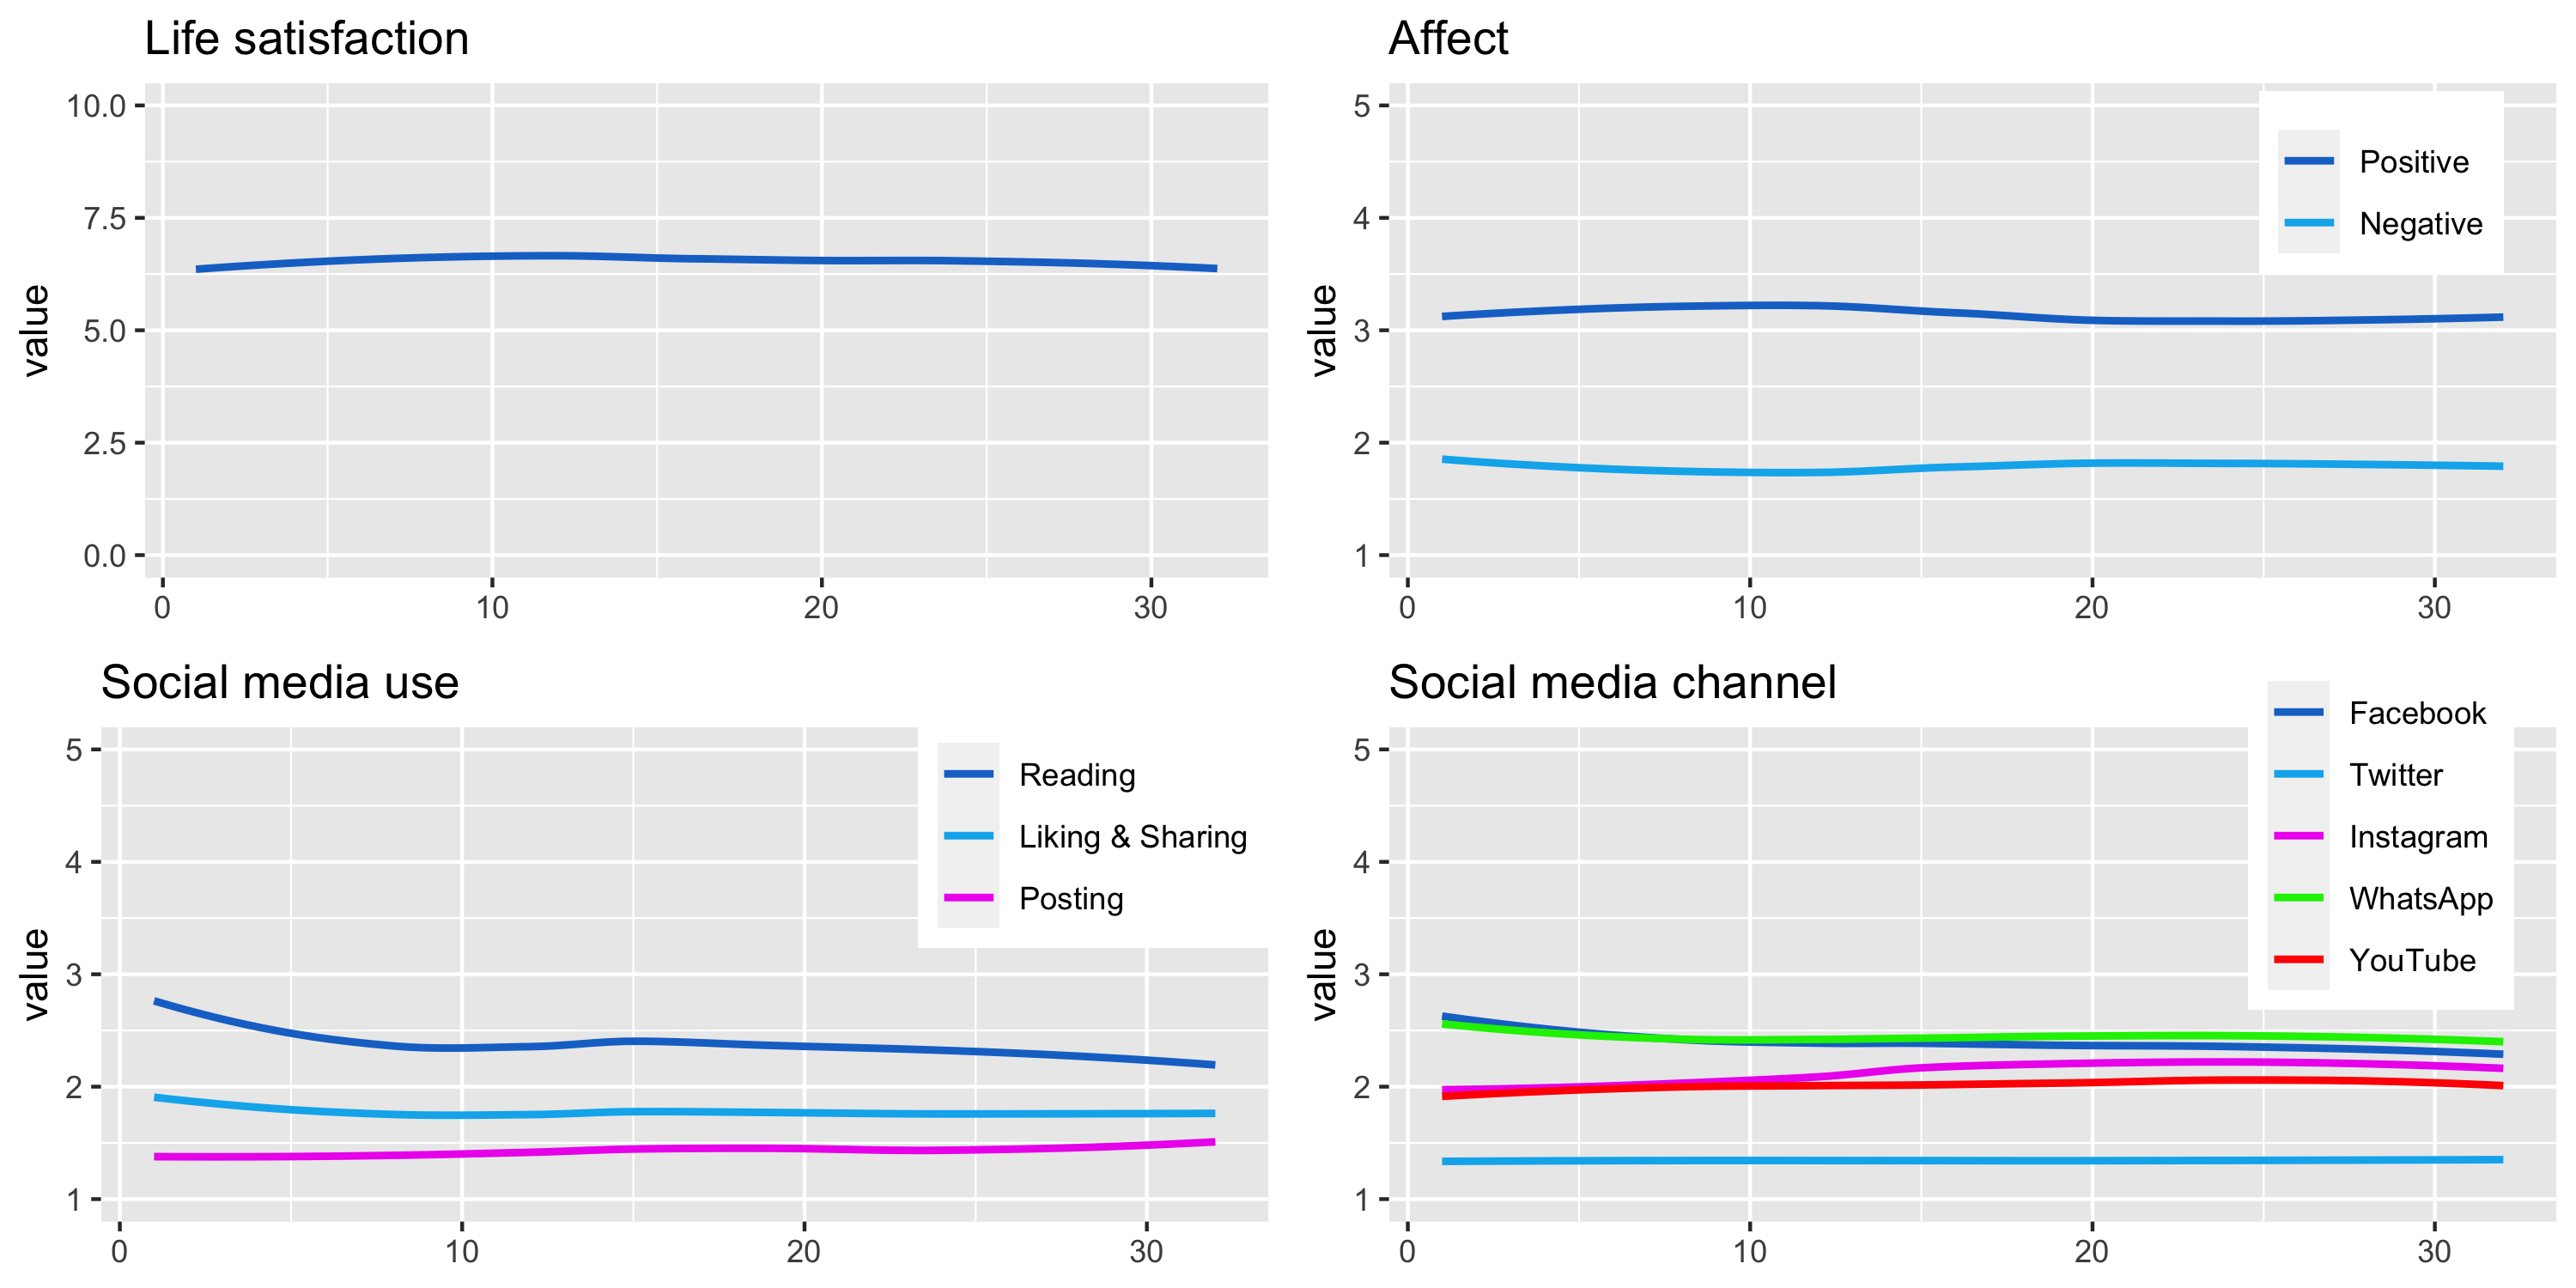 Life satisfaction
value
10.0
7.5
5.0
2.5
0.0
0 10 20 30
Affect
value
5
4
3
2
1
0 10 20 30
Positive
Negative
Social media use
value
5
4
3
2
1
0 10 20 30
Reading
Liking & Sharing
Posting
Social media channel
value
5
4
3
2
1
0 10 20 30
Facebook
Twitter
Instagram
WhatsApp
YouTube